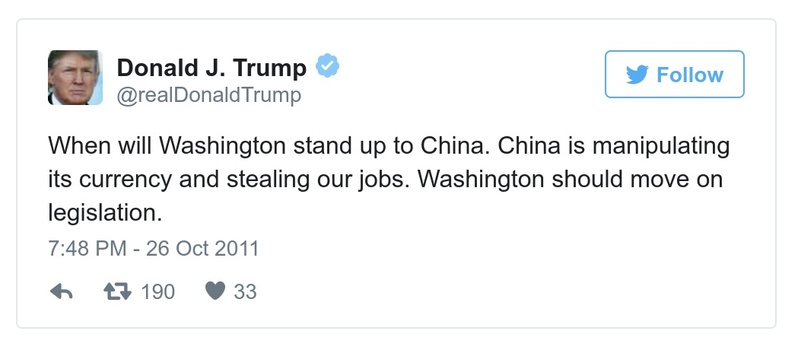 Donald J. Trump
@realDonaldTrump
Follow
When will Washington stand up to China. China is manipulating
its currency and stealing our jobs. Washington should move on
legislation.
7:48 PM - 26 Oct 2011
190 33